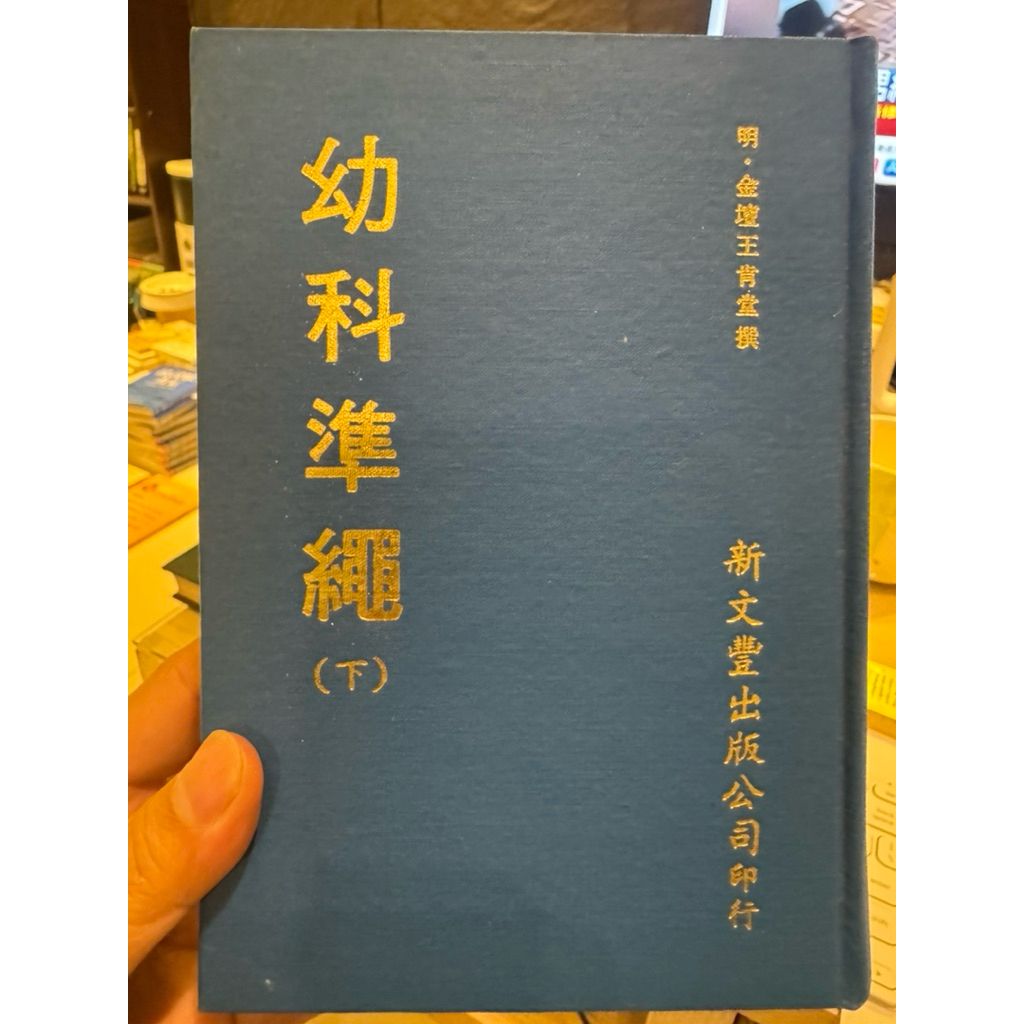 明・金壇王肯堂撰
幼科準繩
(下)
新文豐出版公司印行